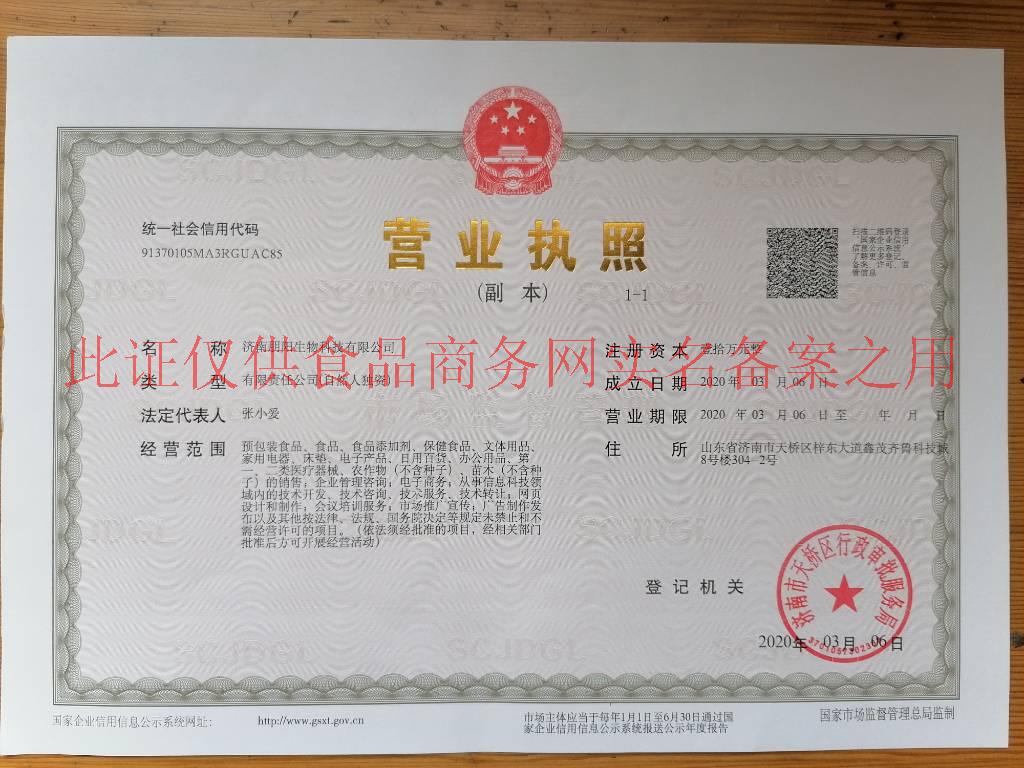 统一社会信用代码
91370105MA3RGUAC85
营业执照
(副 本)
1-1
扫描二维码登录
“国家企业信用
信息公示系统”
了解更多登记、
备案、许可、监
管信息
此证仅供食品商务网实名备案之用
名 称 济南朗阳生物科技有限公司
类 型 有限责任公司(自然人独资)
法定代表人 张小爱
经营范围 预包装食品、食品、食品添加剂、保健食品、文体用品、
家用电器、床垫、电子产品、日用百货、办公用品、第
一、二类医疗器械、农作物（不含种子）、苗木（不含种
子）的销售；企业管理咨询；电子商务；从事信息科技领
域内的技术开发、技术咨询、技术服务、技术转让；网页
设计和制作；会议培训服务；市场推广宣传；广告制作发
布以及其他按法律、法规、国务院决定等规定未禁止和不
需经营许可的项目。（依法须经批准的项目，经相关部门
批准后方可开展经营活动）
注册资本 壹拾万元整
成立日期 2020 年 03 月 06 日
营业期限 2020 年 03 月 06 日 至 年 月 日
住 所 山东省济南市天桥区梓东大道鑫茂齐鲁科技城
8号楼304-2号
登记机关
济南市天桥区行政审批服务局
2020年 03月 06日
国家企业信用信息公示系统网址：
http://www.gsxt.gov.cn
市场主体应当于每年1月1日至6月30日通过国
家企业信用信息公示系统报送公示年度报告
国家市场监督管理总局监制